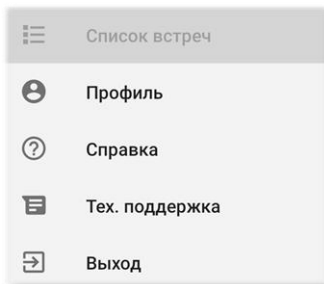 Список встреч
Профиль
Справка
Тех. поддержка
Выход